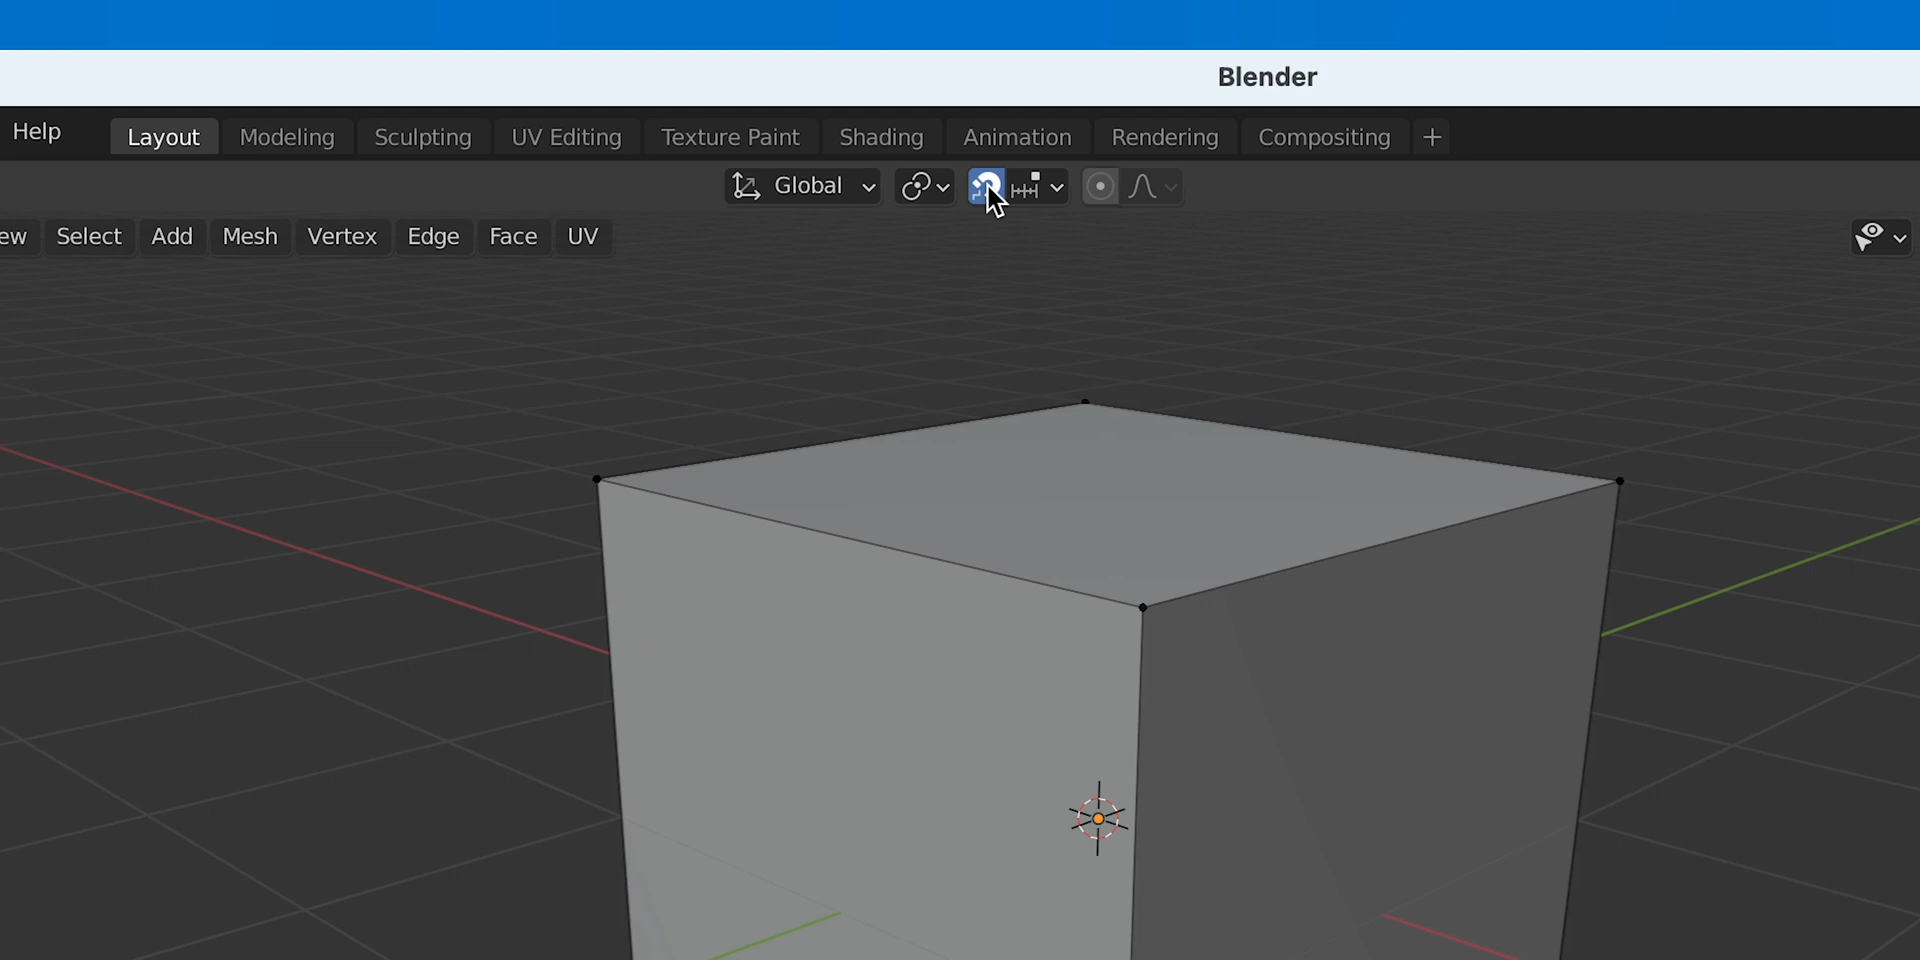 Blender
Help Layout Modeling Sculpting UV Editing Texture Paint Shading Animation Rendering Compositing +
Global
Select Add Mesh Vertex Edge Face UV